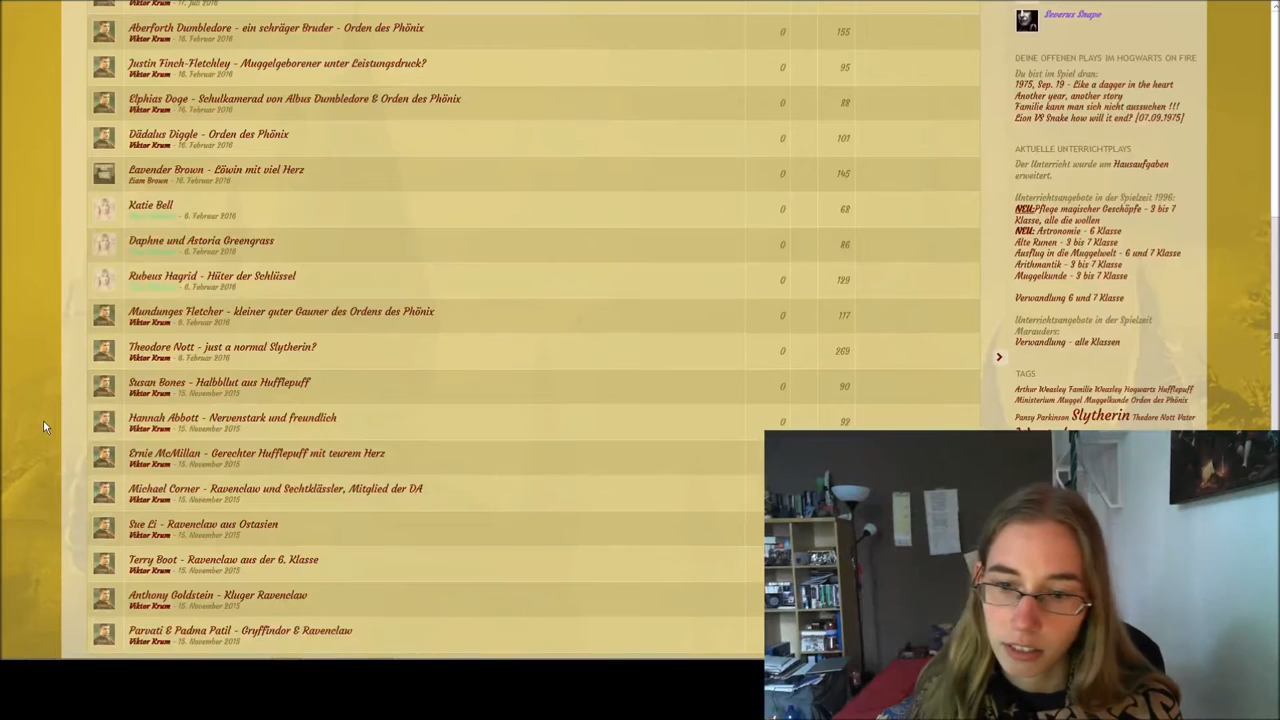 17. Juli 2016
Aberforth Dumbledore - ein schräger Bruder - Orden des Phönix
Viktor Krum - 16. Februar 2016
0 155
Justin Finch-Fletchley - Muggelgeborener unter Leistungsdruck?
Viktor Krum - 16. Februar 2016
0 95
Elphias Doge - Schulkamerad von Albus Dumbledore & Orden des Phönix
Viktor Krum - 16. Februar 2016
0 88
Dädalus Diggle - Orden des Phönix
Viktor Krum - 16. Februar 2016
0 101
Lavender Brown - Löwin mit viel Herz
Liam Brown - 16. Februar 2016
0 145
Katie Bell
- 6. Februar 2016
0 68
Daphne und Astoria Greengrass
- 6. Februar 2016
0 86
Rubeus Hagrid - Hüter der Schlüssel
- 6. Februar 2016
0 129
Mundunges Fletcher - kleiner guter Gauner des Ordens des Phönix
Viktor Krum - 6. Februar 2016
0 117
Theodore Nott - just a normal Slytherin?
Viktor Krum - 6. Februar 2016
0 269
Susan Bones - Halbbllut aus Hufflepuff
Viktor Krum - 15. November 2015
0 90
Hannah Abbott - Nervenstark und freundlich
Viktor Krum - 15. November 2015
0 92
Ernie McMillan - Gerechter Hufflepuff mit teurem Herz
Viktor Krum - 15. November 2015
Michael Corner - Ravenclaw und Sechtklässler, Mitglied der DA
Viktor Krum - 15. November 2015
Sue Li - Ravenclaw aus Ostasien
Viktor Krum - 15. November 2015
Terry Boot - Ravenclaw aus der 6. Klasse
Viktor Krum - 15. November 2015
Anthony Goldstein - Kluger Ravenclaw
Viktor Krum - 15. November 2015
Parvati & Padma Patil - Gryffindor & Ravenclaw
Viktor Krum - 15. November 2015
Severus Snape
DEINE OFFENEN PLAYS IM HOGWARTS ON FIRE
Du bist im Spiel dran:
1975, Sep. 19 - Like a dagger in the heart
Another year, another story
Familie kann man sich nicht aussuchen !!!
Lion VS Snake how will it end? [07.09.1975]
AKTUELLE UNTERRICHTPLAYS
Der Unterricht wurde um Hausaufgaben
erweitert.
Unterrichtsangebote in der Spielzeit 1996:
NEU:Pflege magischer Geschöpfe - 3 bis 7
Klasse, alle die wollen
NEU: Astronomie - 6 Klasse
Alte Runen - 3 bis 7 Klasse
Ausflug in die Muggelwelt - 6 und 7 Klasse
Arithmantik - 3 bis 7 Klasse
Muggelkunde - 3 bis 7 Klasse
Verwandlung 6 und 7 Klasse
Unterrichtsangebote in der Spielzeit
Marauders:
Verwandlung - alle Klassen
TAGS
Arthur Weasley Familie Weasley Hogwarts Hufflepuff
Ministerium Muggel Muggelkunde Orden des Phönix
Pansy Parkinson Slytherin Thedore Nott Vater